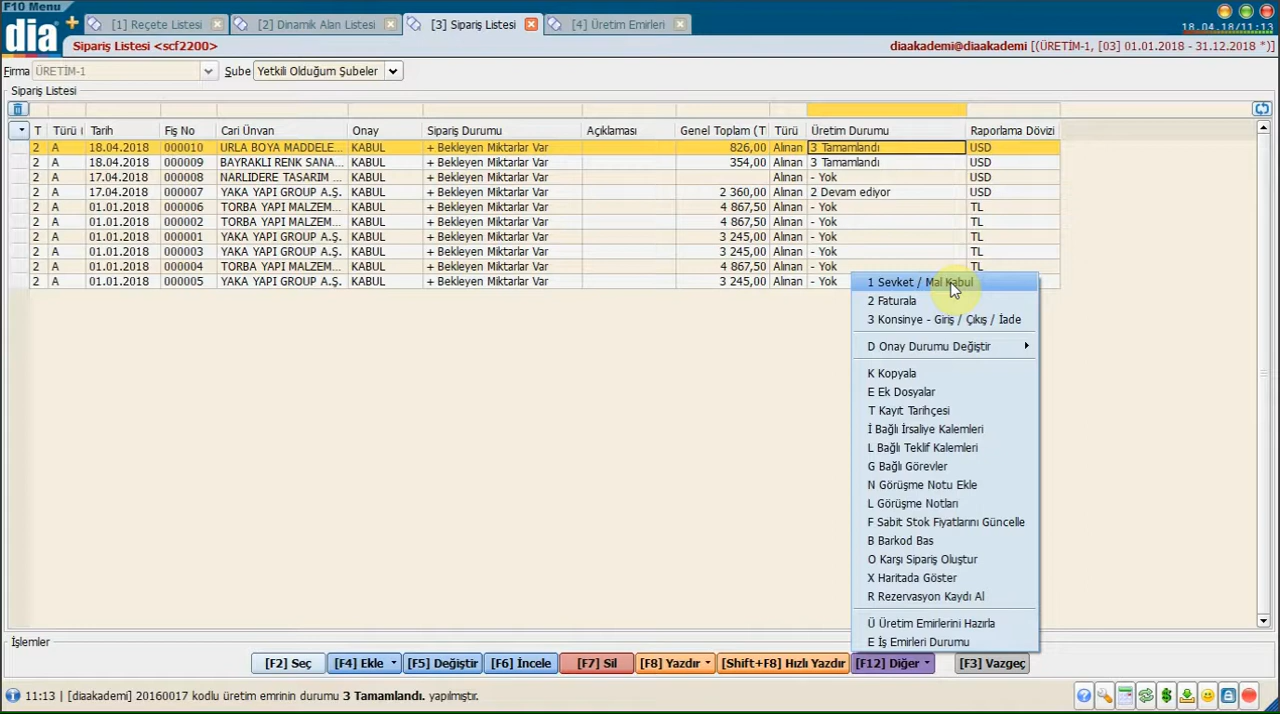 F10 Menu
dia
[1] Reçete Listesi
[2] Dinamik Alan Listesi
[3] Sipariş Listesi
[4] Üretim Emirleri
18.04.18/11:13
Sipariş Listesi <scf2200>
diaakademi@diaakademi [(ÜRETİM-1, [03] 01.01.2018 - 31.12.2018 *)]
Firma ÜRETİM-1 Şube Yetkili Olduğum Şubeler
Sipariş Listesi
T Türü ( Tarih Fiş No Cari Ünvan Onay Sipariş Durumu Açıklaması Genel Toplam (T Türü Üretim Durumu Raporlama Dövizi
2 A 18.04.2018 000010 URLA BOYA MADDELE... KABUL + Bekleyen Miktarlar Var 826,00 Alınan 3 Tamamlandı USD
2 A 18.04.2018 000009 BAYRAKLI RENK SANA... KABUL + Bekleyen Miktarlar Var 354,00 Alınan 3 Tamamlandı USD
2 A 17.04.2018 000008 NARLIDERE TASARIM ... KABUL + Bekleyen Miktarlar Var Alınan - Yok USD
2 A 17.04.2018 000007 YAKA YAPI GROUP A.Ş. KABUL + Bekleyen Miktarlar Var 2 360,00 Alınan 2 Devam ediyor USD
2 A 01.01.2018 000006 TORBA YAPI MALZEM... KABUL + Bekleyen Miktarlar Var 4 867,50 Alınan - Yok TL
2 A 01.01.2018 000002 TORBA YAPI MALZEM... KABUL + Bekleyen Miktarlar Var 4 867,50 Alınan - Yok TL
2 A 01.01.2018 000001 YAKA YAPI GROUP A.Ş. KABUL + Bekleyen Miktarlar Var 3 245,00 Alınan - Yok TL
2 A 01.01.2018 000003 YAKA YAPI GROUP A.Ş. KABUL + Bekleyen Miktarlar Var 3 245,00 Alınan - Yok TL
2 A 01.01.2018 000004 TORBA YAPI MALZEM... KABUL + Bekleyen Miktarlar Var 4 867,50 Alınan - Yok TL
2 A 01.01.2018 000005 YAKA YAPI GROUP A.Ş. KABUL + Bekleyen Miktarlar Var 3 245,00 Alınan - Yok
1 Sevket / Mal Kabul
2 Faturala
3 Konsinye - Giriş / Çıkış / İade
D Onay Durumu Değiştir
K Kopyala
E Ek Dosyalar
T Kayıt Tarihçesi
İ Bağlı İrsaliye Kalemleri
L Bağlı Teklif Kalemleri
G Bağlı Görevler
N Görüşme Notu Ekle
L Görüşme Notları
F Sabit Stok Fiyatlarını Güncelle
B Barkod Bas
O Karşı Sipariş Oluştur
X Haritada Göster
R Rezervasyon Kaydı Al
Ü Üretim Emirlerini Hazırla
E İş Emirleri Durumu
İşlemler
[F2] Seç [F4] Ekle [F5] Değiştir [F6] İncele [F7] Sil [F8] Yazdır [Shift+F8] Hızlı Yazdır [F12] Diğer [F3] Vazgeç
11:13 | [diaakademi] 20160017 kodlu üretim emrinin durumu 3 Tamamlandı. yapılmıştır.